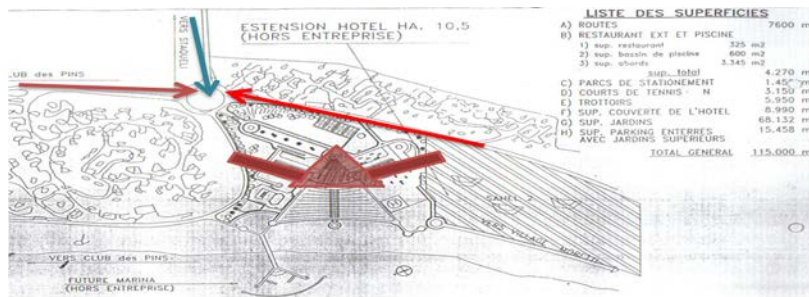 VERS STAOUELI
ESTENSION HOTEL HA. 10,5
(HORS ENTREPRISE)
CLUB des PINS
SAHEL 2
VERS VILLAGE MORETTI
VERS CLUB des PINS
FUTURE MARINA
(HORS ENTREPRISE)
LISTE DES SUPERFICIES
A) ROUTES 7600 m
B) RESTAURANT EXT ET PISCINE
1) sup. restaurant 325 m2
2) sup. bassin de piscine 600 m2
3) sup. abords 3.345 m2
sup. total 4.270 m
C) PARCS DE STATIONEMENT
D) COURTS DE TENNIS - N 3.150 m
E) TROTTOIRS 5.950 m
F) SUP. COUVERTE DE L'HOTEL 8.990 m
G) SUP. JARDINS 68.132 m
H) SUP. PARKING ENTERRES 15.458 m
AVEC JARDINS SUPERIEURS
TOTAL GENERAL 115.000 m